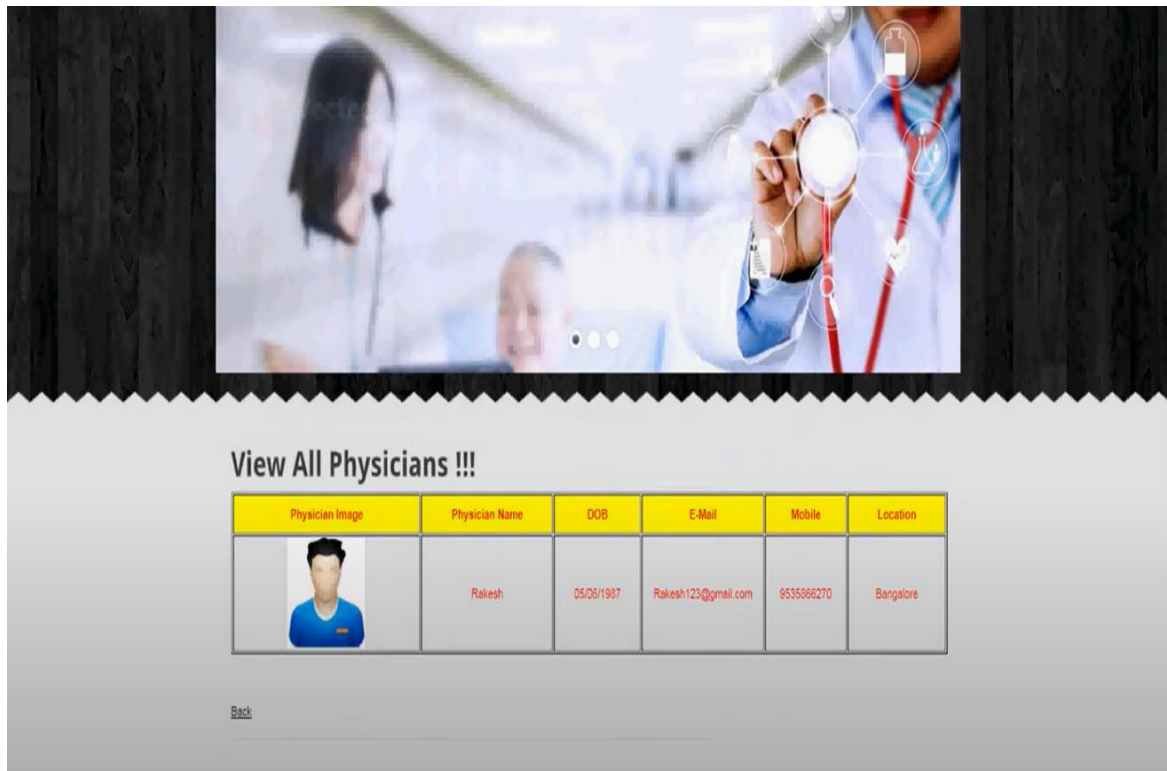 View All Physicians !!!
Physician Image Physician Name DOB E-Mail Mobile Location
Rakesh 05/06/1987 Rakesh123@gmail.com 9535866270 Bangalore
Back